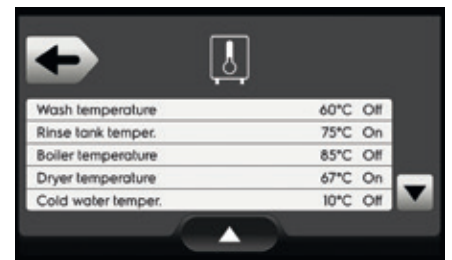 Wash temperature 60°C Off
Rinse tank temper. 75°C On
Boiler temperature 85°C Off
Dryer temperature 67°C On
Cold water temper. 10°C Off